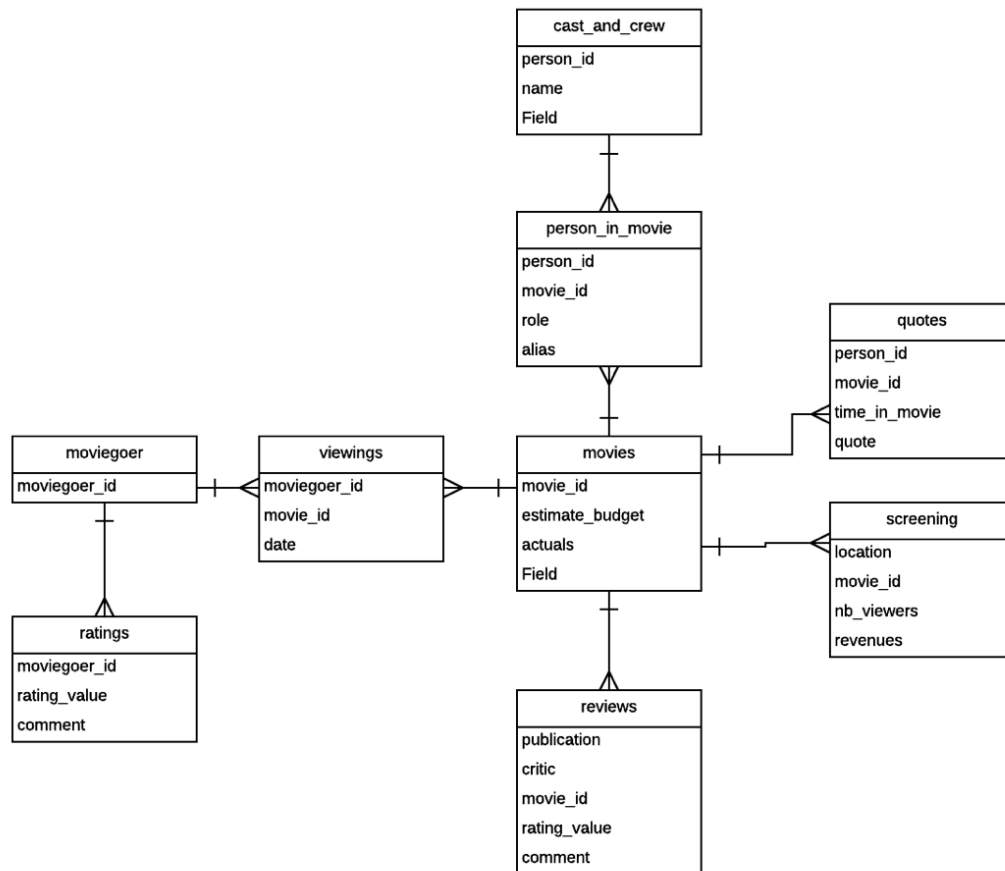 cast_and_crew
person_id
name
Field
person_in_movie
person_id
movie_id
role
alias
quotes
person_id
movie_id
time_in_movie
quote
moviegoer
moviegoer_id
viewings
moviegoer_id
movie_id
date
movies
movie_id
estimate_budget
actuals
Field
screening
location
movie_id
nb_viewers
revenues
ratings
moviegoer_id
rating_value
comment
reviews
publication
critic
movie_id
rating_value
comment